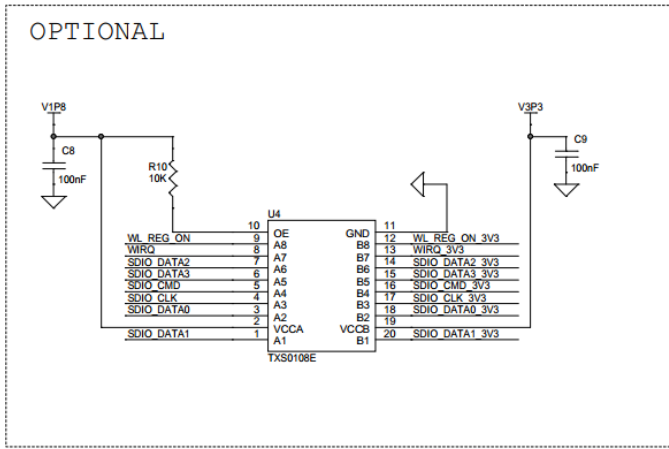 OPTIONAL
V1P8
V3P3
C8
100nF
R10
10K
C9
100nF
U4
10 OE GND 11
WL_REG_ON 9 A8 B8 12 WL_REG_ON_3V3
WIRQ 8 A7 B7 13 WIRQ_3V3
SDIO_DATA2 7 A6 B6 14 SDIO_DATA2_3V3
SDIO_DATA3 6 A5 B5 15 SDIO_DATA3_3V3
SDIO_CMD 5 A4 B4 16 SDIO_CMD_3V3
SDIO_CLK 4 A3 B3 17 SDIO_CLK_3V3
SDIO_DATA0 3 A2 B2 18 SDIO_DATA0_3V3
2 VCCA VCCB 19
SDIO_DATA1 1 A1 B1 20 SDIO_DATA1_3V3
TXS0108E